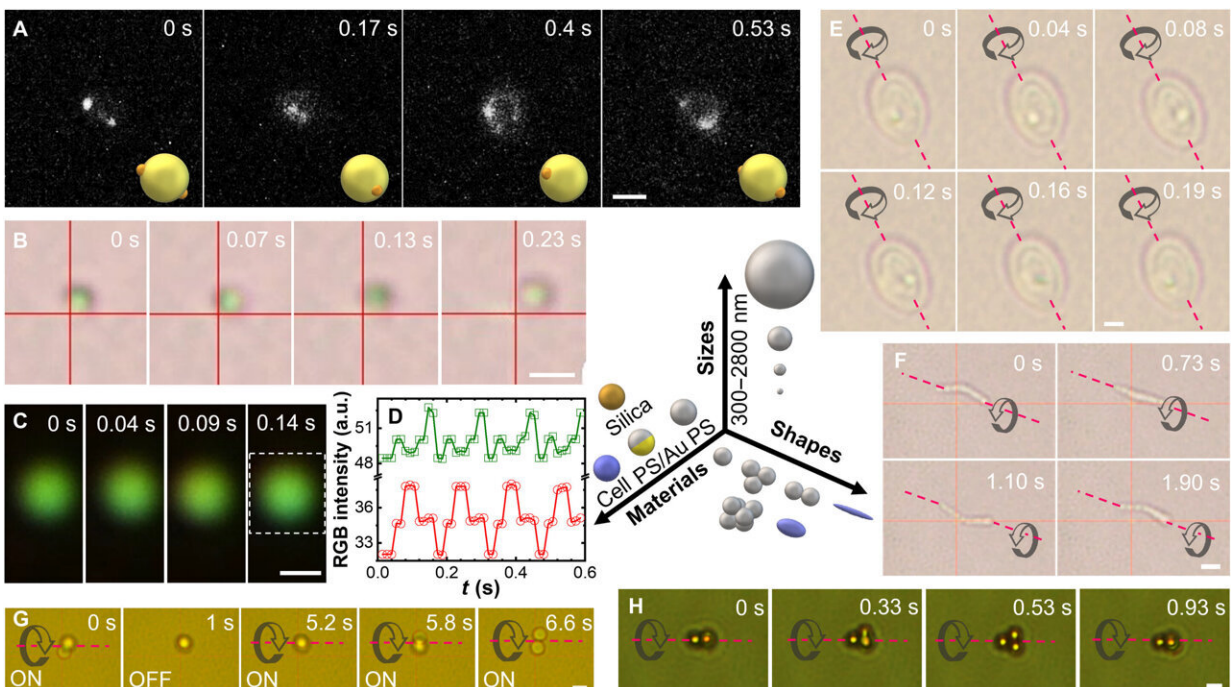 A
0 s
0.17 s
0.4 s
0.53 s
B
0 s
0.07 s
0.13 s
0.23 s
C
0 s
0.04 s
0.09 s
0.14 s
D
RGB intensity (a.u.)
51
48
35
32
0.0
0.2
0.4
0.6
t (s)
Sizes
300–2800 nm
Shapes
Materials
Silica
PS/Au PS
Cell
E
0 s
0.04 s
0.08 s
0.12 s
0.16 s
0.19 s
F
0 s
0.73 s
1.10 s
1.90 s
G
0 s
ON
1 s
OFF
5.2 s
ON
5.8 s
ON
6.6 s
ON
H
0 s
0.33 s
0.53 s
0.93 s